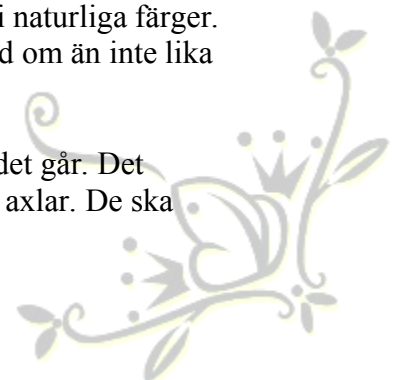 i naturliga färger.
d om än inte lika
det går. Det
axlar. De ska